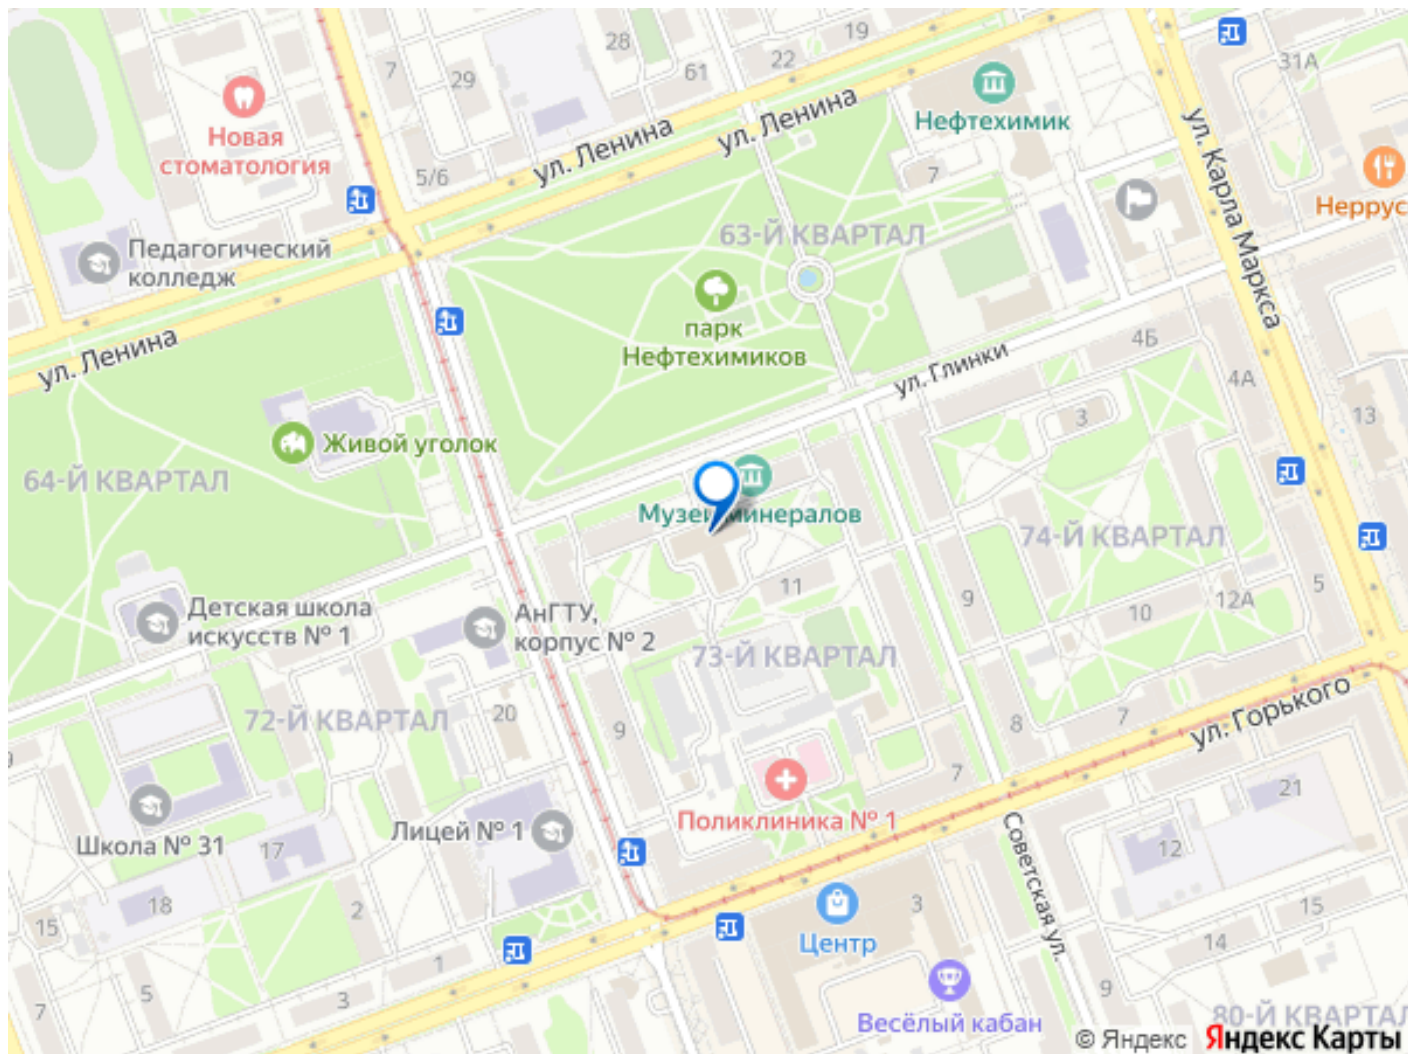 28
19
22
7
29
61
31А
Нефтехимик
ул. Карла Маркса
Новая
стоматология
ул. Ленина
ул. Ленина
5/6
7
Неррус
Педагогический
колледж
63-Й КВАРТАЛ
парк
Нефтехимиков
ул. Ленина
ул. Глинки
4Б
4А
3
13
Живой уголок
64-Й КВАРТАЛ
Музей минералов
74-Й КВАРТАЛ
11
9
10
12А
5
Детская школа
искусств № 1
АнГТУ,
корпус № 2
73-Й КВАРТАЛ
72-Й КВАРТАЛ
20
9
8
7
ул. Горького
7
21
Поликлиника № 1
Школа № 31
17
Лицей № 1
Советская ул.
12
18
2
15
3
15
14
Центр
1
5
3
7
9
Весёлый кабан
80-Й КВАРТАЛ
© Яндекс Яндекс Карты